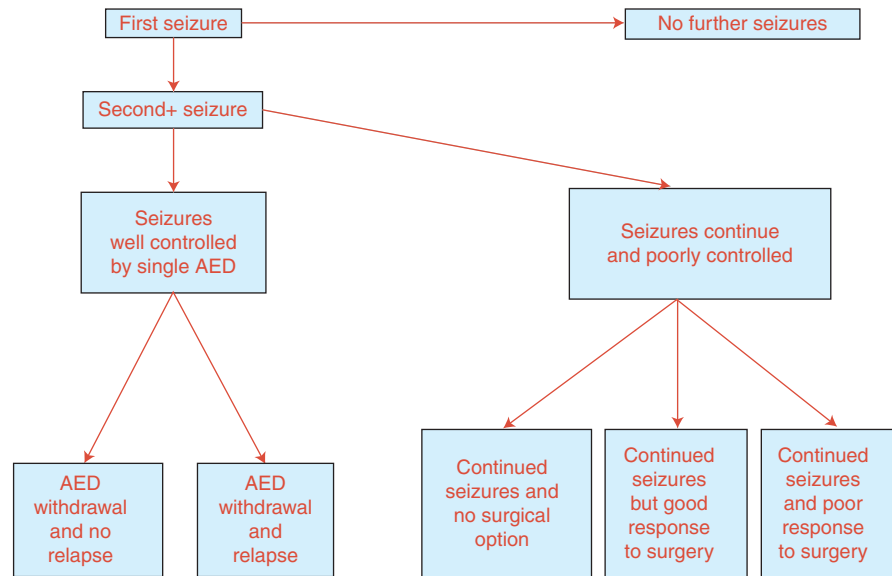 First seizure
No further seizures
Second+ seizure
Seizures
well controlled
by single AED
Seizures continue
and poorly controlled
AED
withdrawal
and no
relapse
AED
withdrawal
and
relapse
Continued
seizures and
no surgical
option
Continued
seizures
but good
response
to surgery
Continued
seizures
and poor
response
to surgery